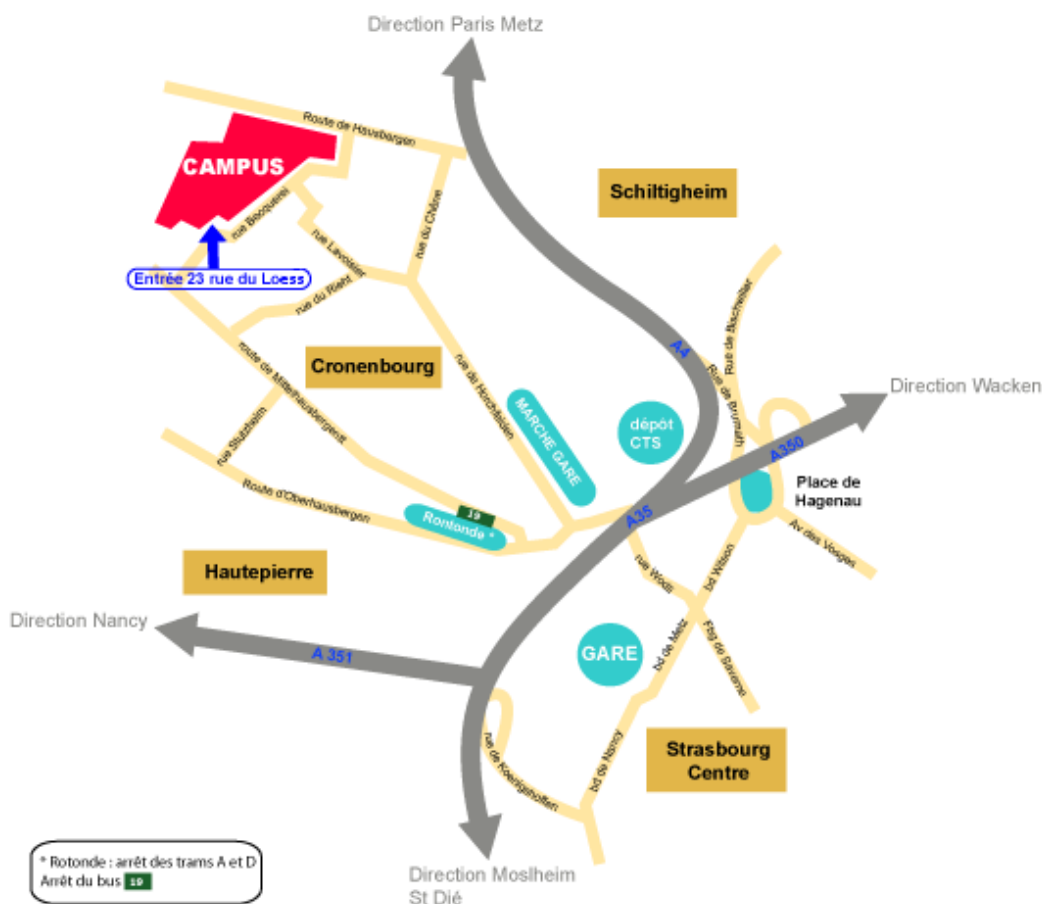 Direction Paris Metz
Route de Hausbergen
CAMPUS
Schiltigheim
rue Becquerel
rue du Chêne
rue Lavoisier
Entrée 23 rue du Loess
rue du Rieht
Rue de Bischwiller
A4
Cronenbourg
Rue de Brumath
Direction Wacken
route de Mittelhausbergen
rue de Horchfelden
MARCHE GARE
dépôt
CTS
A350
rue Stutzheim
Place de
Hagenau
Route d'Oberhausbergen
19
Rontonde *
A35
Av des Vosges
rue Wodli
bd Wilson
Hautepierre
Direction Nancy
A 351
GARE
bd de Metz
Fbg de Saverne
rue de Koenigshoffen
bd de Nancy
Strasbourg
Centre
* Rotonde : arrêt des trams A et D
Arrêt du bus 19
Direction Moslheim
St Dié